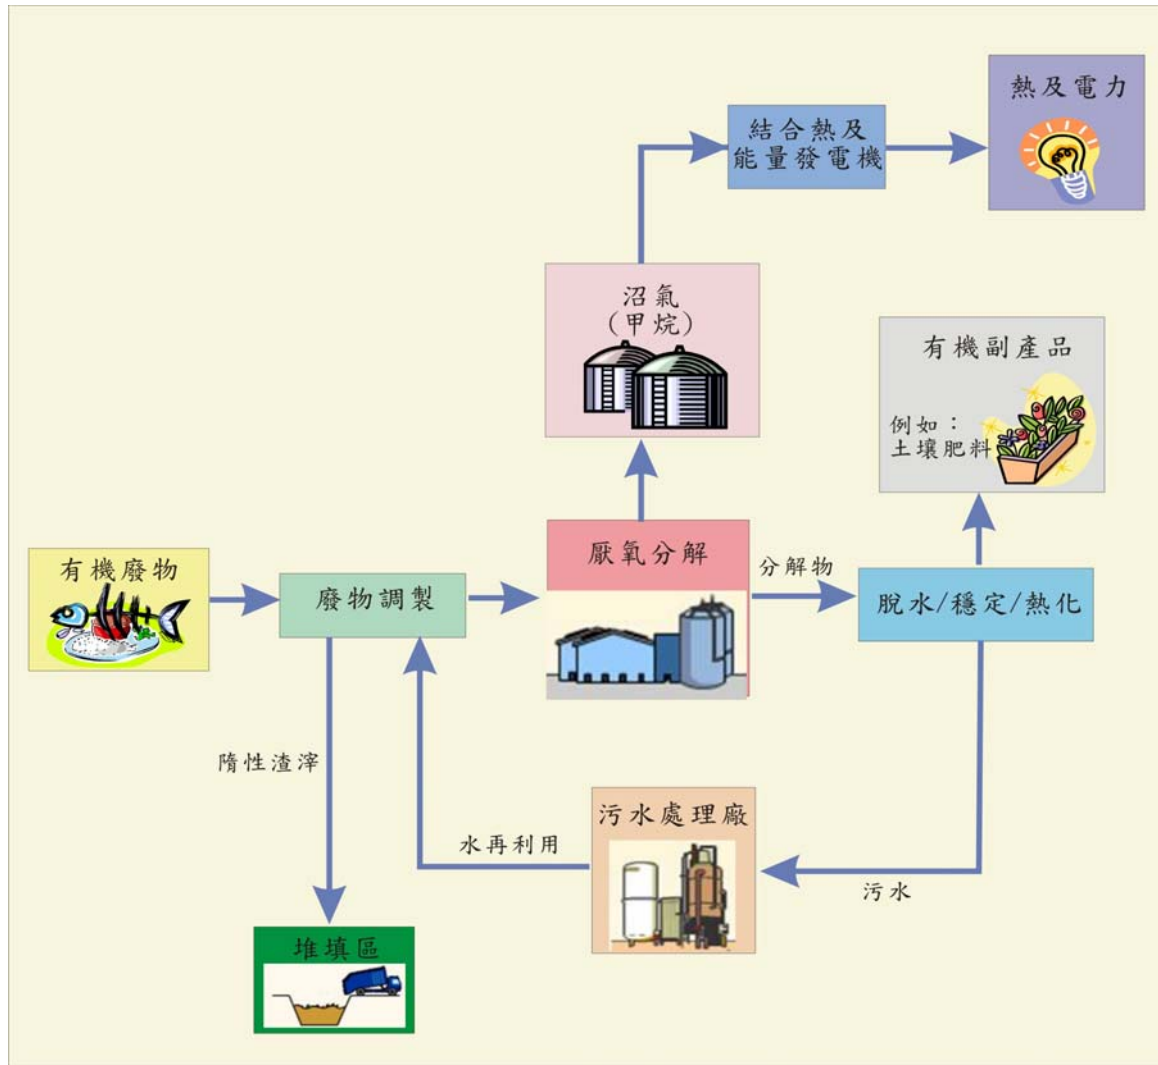 熱及電力
結合熱及
能量發電機
沼氣
(甲烷)
有機副產品
例如：
土壤肥料
有機廢物
廢物調製
厭氧分解
分解物
脫水/穩定/熱化
隋性渣滓
水再利用
污水處理廠
污水
堆填區